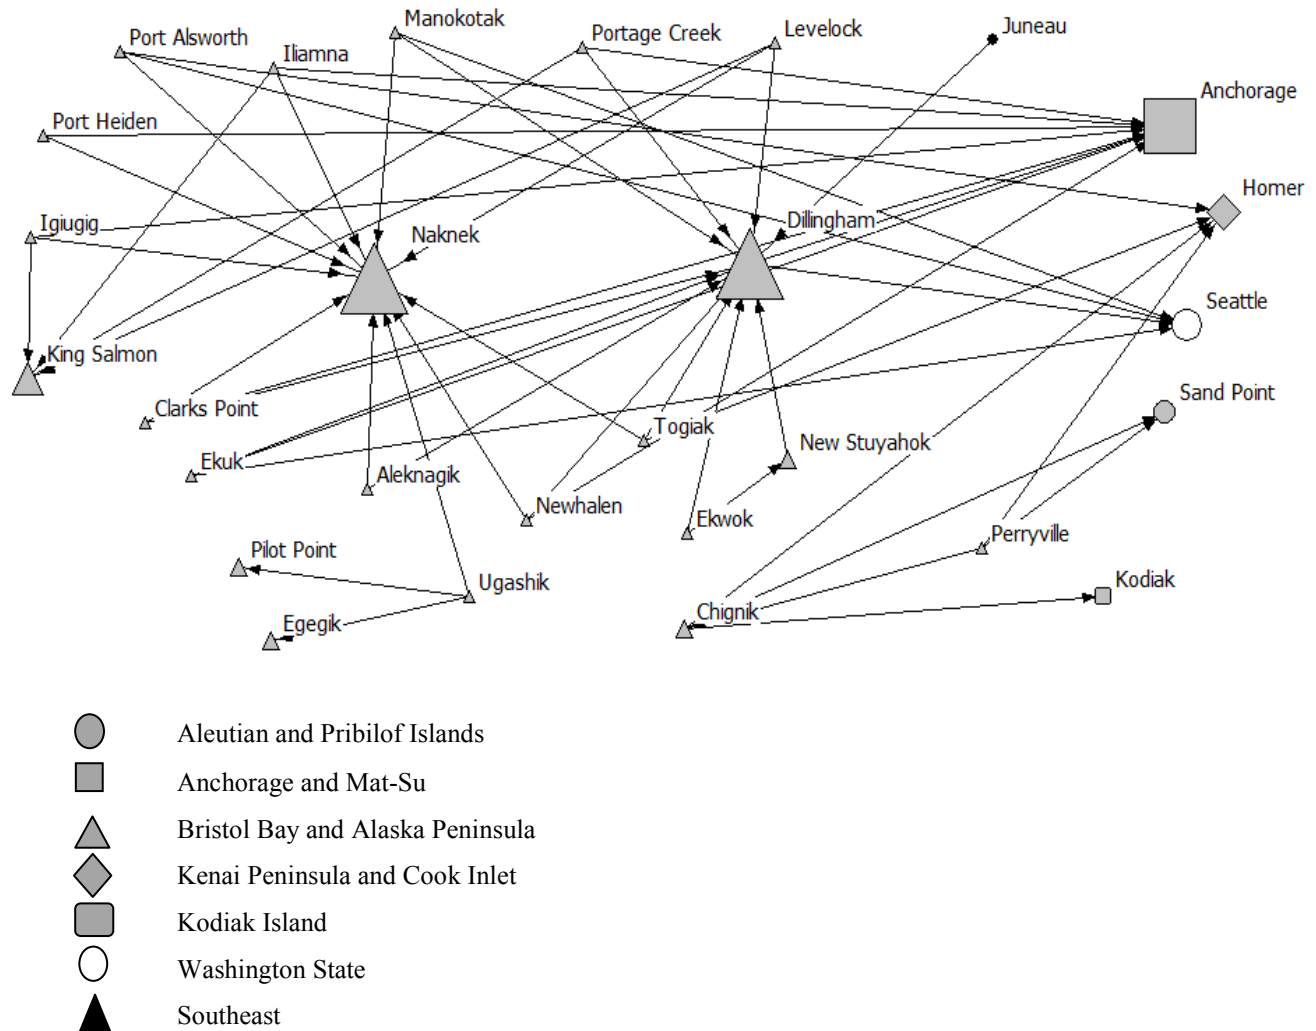 Manokotak
Juneau
Levelock
Portage Creek
Port Alsworth
Iliamna
Anchorage
Port Heiden
Homer
Igiugig
Dillingham
Naknek
Seattle
King Salmon
Sand Point
Clarks Point
Togiak
New Stuyahok
Ekuk
Aleknagik
Newhalen
Ekwok
Perryville
Pilot Point
Ugashik
Kodiak
Chignik
Egegik
Aleutian and Pribilof Islands
Anchorage and Mat-Su
Bristol Bay and Alaska Peninsula
Kenai Peninsula and Cook Inlet
Kodiak Island
Washington State
Southeast